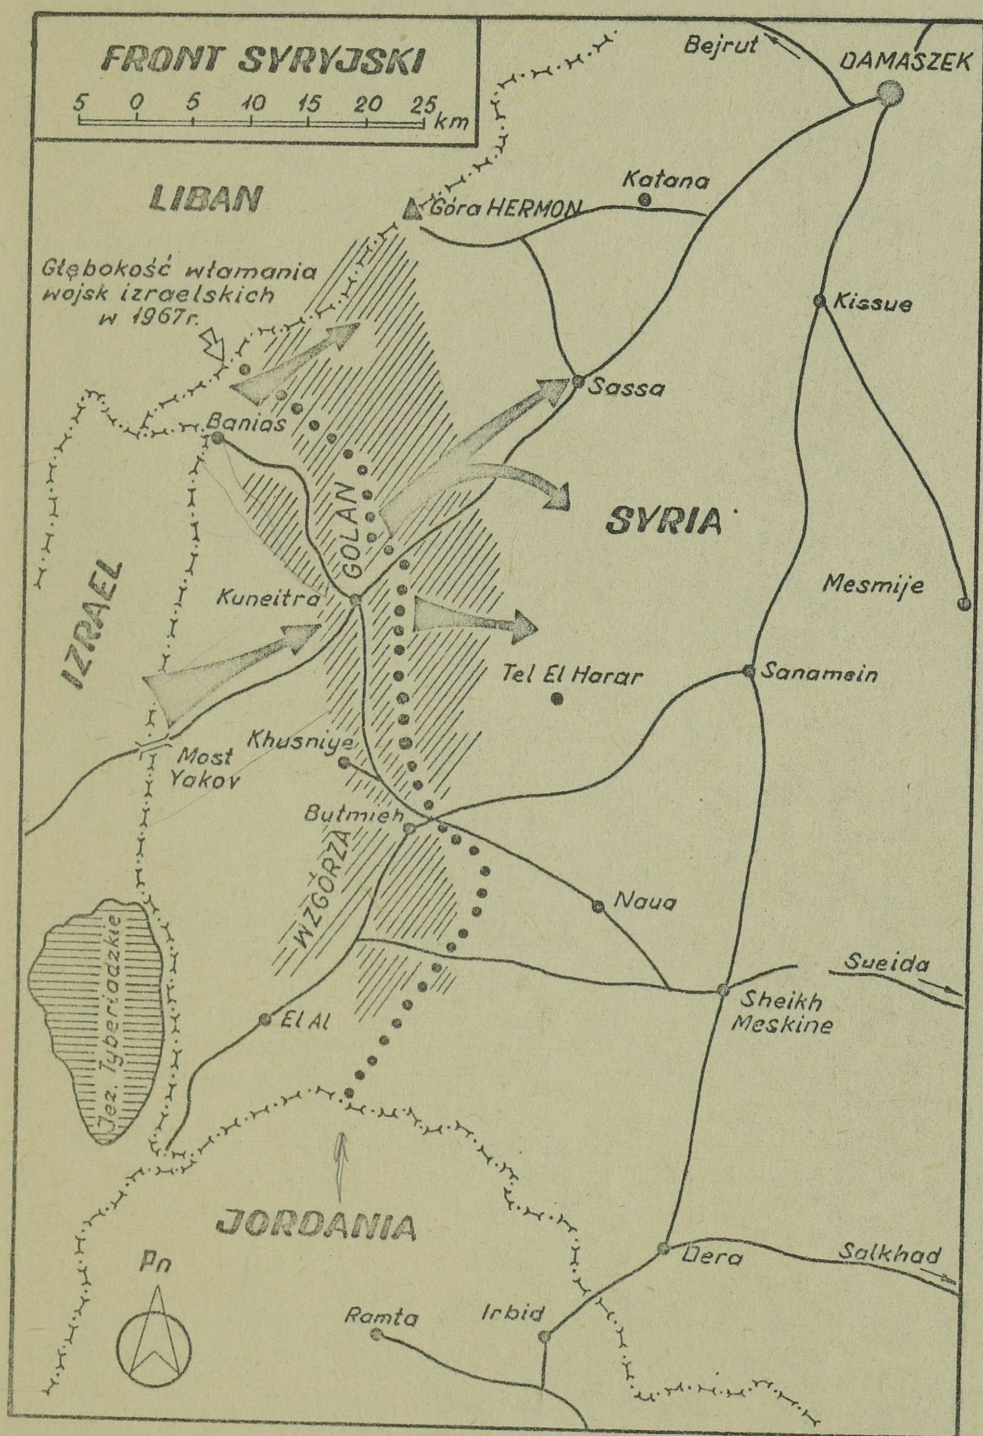 FRONT SYRYJSKI
5 0 5 10 15 20 25 km
Bejrut
DAMASZEK
LIBAN
Katana
Góra HERMON
Głębokość włamania
wojsk izraelskich
w 1967r.
Kissue
Sassa
Banias
GOLAN
SYRIA
IZRAEL
Kuneitra
Mesmije
Tel El Harar
Sanamein
Khusniye
Most
Yakov
Butmieh
WZGÓRZA
Naua
Jez. Tyberiadzkie
Sueida
Sheikh
Meskine
El Al
JORDANIA
Pn
Dera
Salkhad
Ramta
Irbid